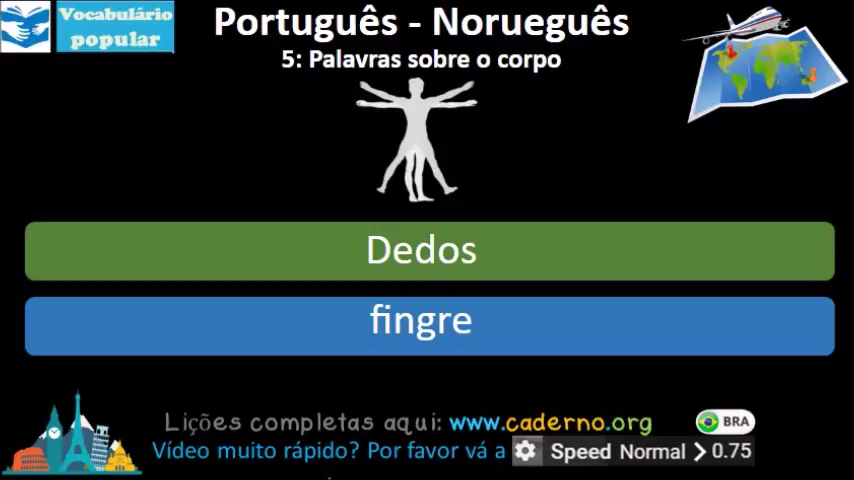 Vocabulário
popular
Português - Norueguês
5: Palavras sobre o corpo
Dedos
fingre
Lições completas aqui: www.caderno.org
BRA
Vídeo muito rápido? Por favor vá a Speed Normal > 0.75